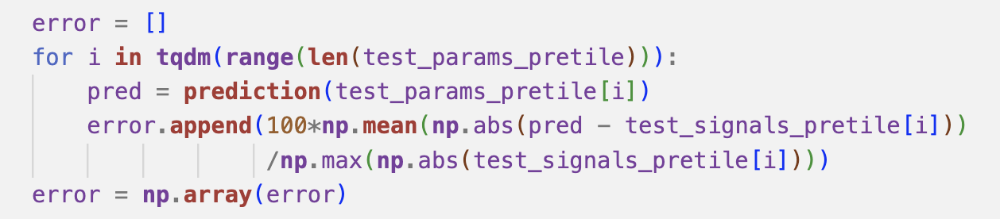 error = []
for i in tqdm(range(len(test_params_pretile))):
    pred = prediction(test_params_pretile[i])
    error.append(100*np.mean(np.abs(pred - test_signals_pretile[i]))
                 /np.max(np.abs(test_signals_pretile[i])))
error = np.array(error)